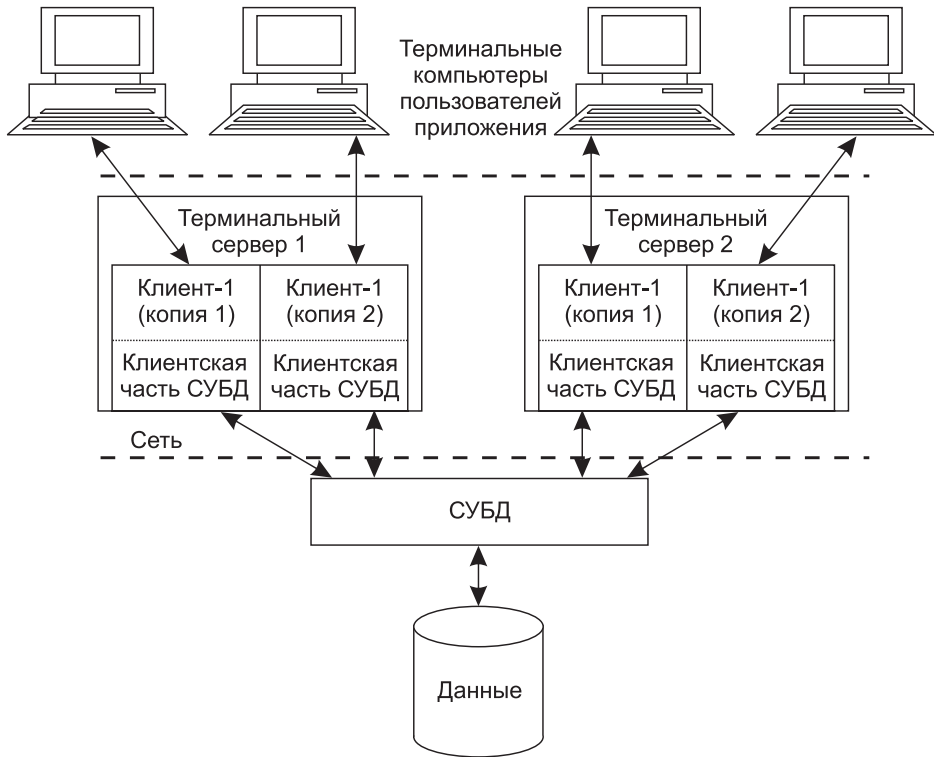 Терминальные
компьютеры
пользователей
приложения
Терминальный
сервер 1
Терминальный
сервер 2
Клиент-1
(копия 1)
Клиент-1
(копия 2)
Клиент-1
(копия 1)
Клиент-1
(копия 2)
Клиентская
часть СУБД
Клиентская
часть СУБД
Клиентская
часть СУБД
Клиентская
часть СУБД
Сеть
СУБД
Данные